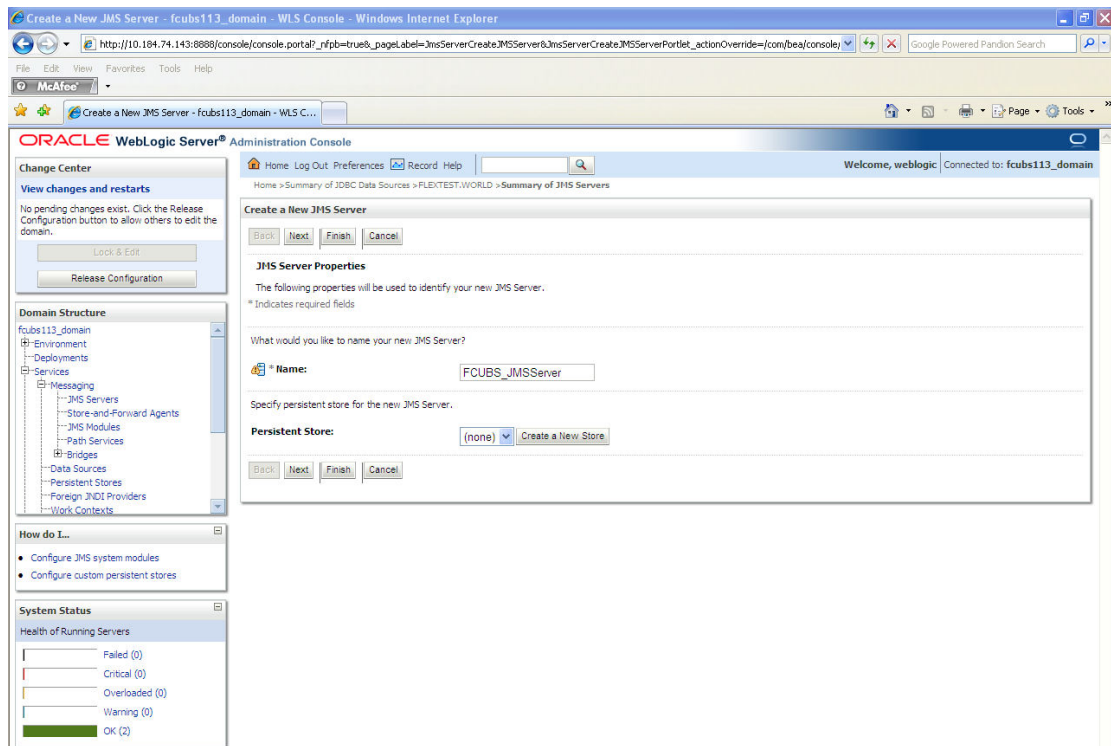 Create a New JMS Server - fcubs113_domain - WLS Console - Windows Internet Explorer
http://10.184.74.143:8888/console/console.portal?_nfpb=true&_pageLabel=JmsServerCreateJMSServer&JmsServerCreateJMSServerPortlet_actionOverride=/com/bea/console/
Google Powered Pandion Search
File Edit View Favorites Tools Help
McAfee
Create a New JMS Server - fcubs113_domain - WLS C...
Page Tools
ORACLE WebLogic Server® Administration Console
Change Center
View changes and restarts
No pending changes exist. Click the Release
Configuration button to allow others to edit the
domain.
Lock & Edit
Release Configuration
Domain Structure
fcubs113_domain
Environment
Deployments
Services
Messaging
JMS Servers
Store-and-Forward Agents
JMS Modules
Path Services
Bridges
Data Sources
Persistent Stores
Foreign JNDI Providers
Work Contexts
How do I...
Configure JMS system modules
Configure custom persistent stores
System Status
Health of Running Servers
Failed (0)
Critical (0)
Overloaded (0)
Warning (0)
OK (2)
Home Log Out Preferences Record Help
Welcome, weblogic Connected to: fcubs113_domain
Home >Summary of JDBC Data Sources >FLEXTEST.WORLD >Summary of JMS Servers
Create a New JMS Server
Back Next Finish Cancel
JMS Server Properties
The following properties will be used to identify your new JMS Server.
* Indicates required fields
What would you like to name your new JMS Server?
* Name: FCUBS_JMSServer
Specify persistent store for the new JMS Server.
Persistent Store: (none) Create a New Store
Back Next Finish Cancel